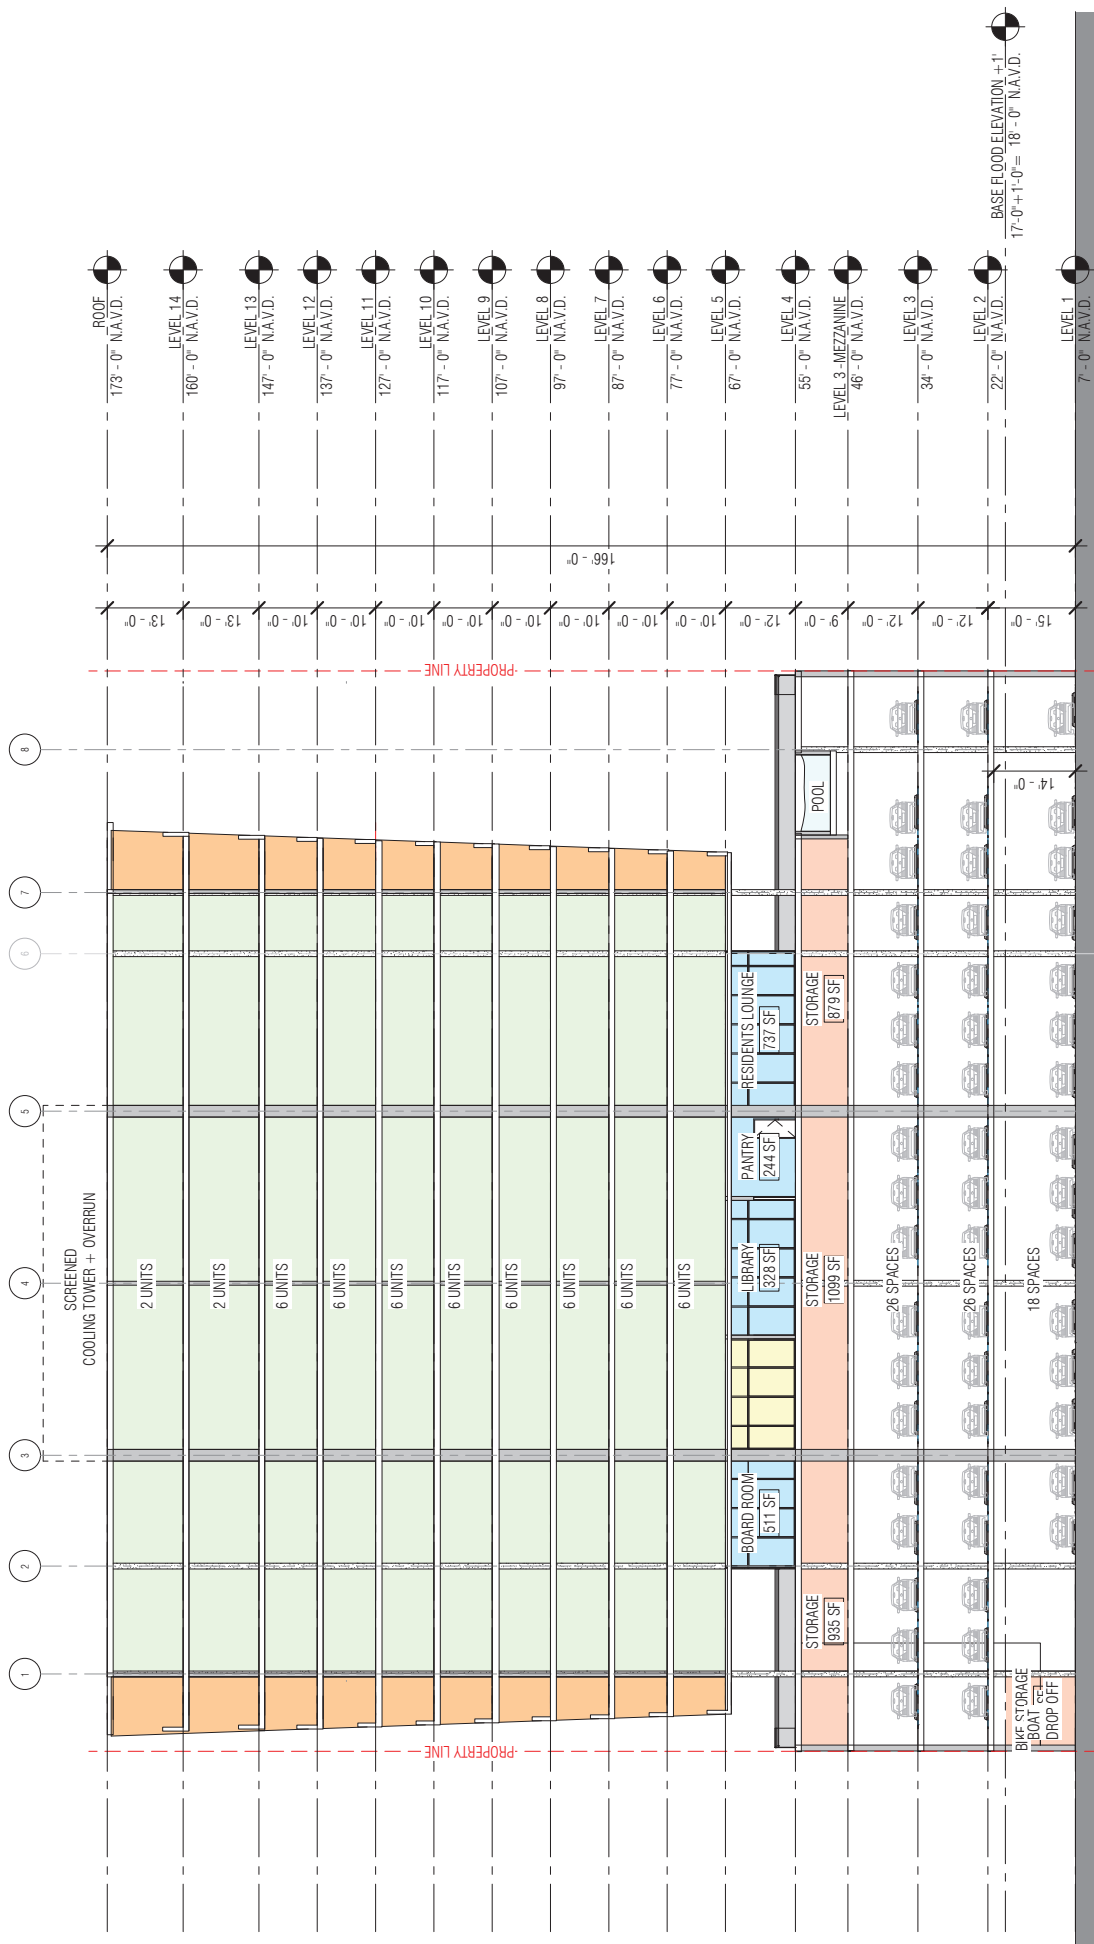 8
7
6
5
4
3
2
1
SCREENED
COOLING TOWER + OVERRUN
PROPERTY LINE
PROPERTY LINE
ROOF
173' - 0" N.A.V.D.
LEVEL 14
160' - 0" N.A.V.D.
LEVEL 13
147' - 0" N.A.V.D.
LEVEL 12
137' - 0" N.A.V.D.
LEVEL 11
127' - 0" N.A.V.D.
LEVEL 10
117' - 0" N.A.V.D.
LEVEL 9
107' - 0" N.A.V.D.
LEVEL 8
97' - 0" N.A.V.D.
LEVEL 7
87' - 0" N.A.V.D.
LEVEL 6
77' - 0" N.A.V.D.
LEVEL 5
67' - 0" N.A.V.D.
LEVEL 4
55' - 0" N.A.V.D.
LEVEL 3 -MEZZANINE
46' - 0" N.A.V.D.
LEVEL 3
34' - 0" N.A.V.D.
LEVEL 2
22' - 0" N.A.V.D.
BASE FLOOD ELEVATION +1'
17'-0"+1'-0"= 18' - 0" N.A.V.D.
LEVEL 1
7' - 0" N.A.V.D.
166' - 0"
13' - 0"
13' - 0"
10' - 0"
10' - 0"
10' - 0"
10' - 0"
10' - 0"
10' - 0"
10' - 0"
10' - 0"
12' - 0"
9' - 0"
12' - 0"
12' - 0"
15' - 0"
14' - 0"
2 UNITS
2 UNITS
6 UNITS
6 UNITS
6 UNITS
6 UNITS
6 UNITS
6 UNITS
6 UNITS
6 UNITS
BOARD ROOM
511 SF
LIBRARY
328 SF
PANTRY
244 SF
RESIDENTS LOUNGE
737 SF
POOL
STORAGE
935 SF
STORAGE
1099 SF
STORAGE
879 SF
26 SPACES
26 SPACES
18 SPACES
BIKE STORAGE
BOAT
DROP OFF